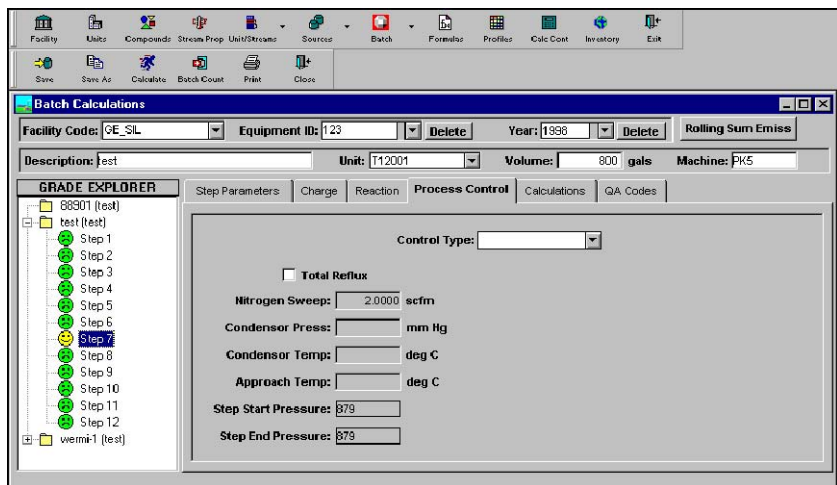 Facility Units Compounds Stream Prop Unit/Streams Sources Batch Formulas Profiles Calc Cont Inventory Exit
Save Save As Calculate Batch Count Print Close
Batch Calculations
Facility Code: GE_SIL Equipment ID: 123 Delete Year: 1998 Delete Rolling Sum Emiss
Description: test Unit: T12001 Volume: 800 gals Machine: PK5
GRADE EXPLORER
88901 (test)
test (test)
Step 1
Step 2
Step 3
Step 4
Step 5
Step 6
Step 7
Step 8
Step 9
Step 10
Step 11
Step 12
wermi-1 (test)
Step Parameters Charge Reaction Process Control Calculations QA Codes
Control Type:
Total Reflux
Nitrogen Sweep: 2.0000 scfm
Condensor Press: mm Hg
Condensor Temp: deg C
Approach Temp: deg C
Step Start Pressure: 879
Step End Pressure: 879